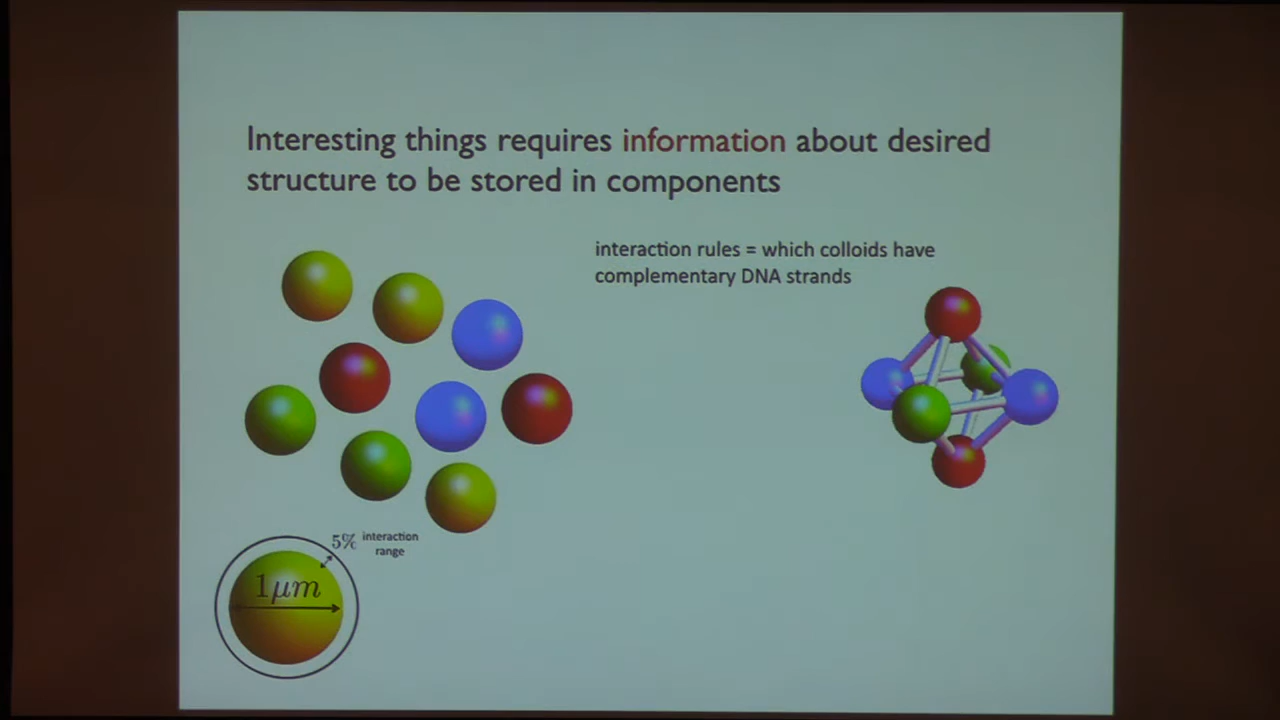 Interesting things requires information about desired
structure to be stored in components
interaction rules = which colloids have
complementary DNA strands
5% interaction
range
1μm